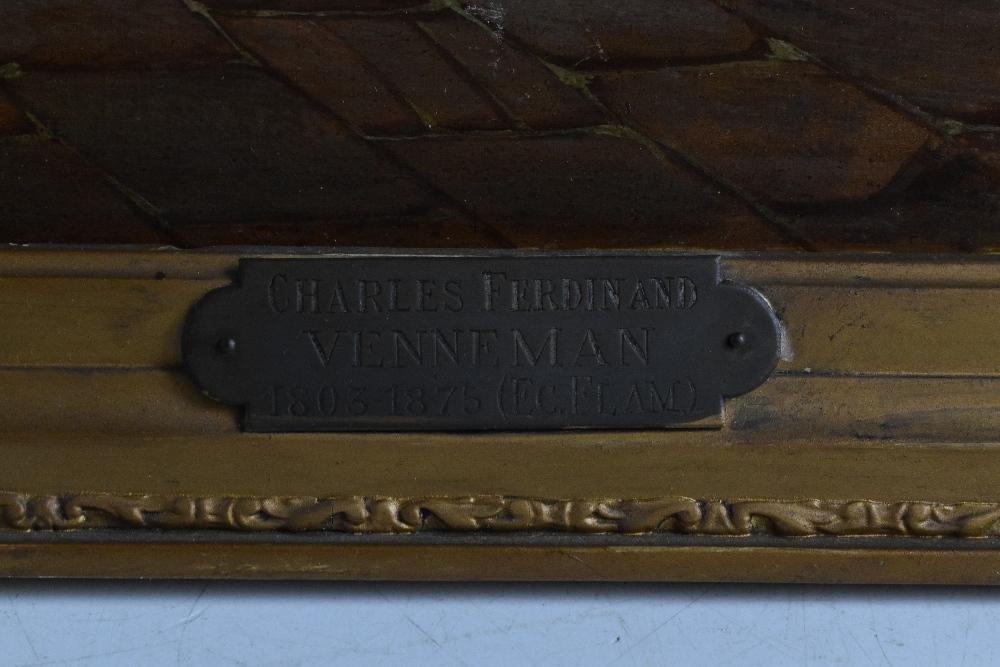 CHARLES FERDINAND
VENNEMAN
1803-1875 (EC.FLAM.)